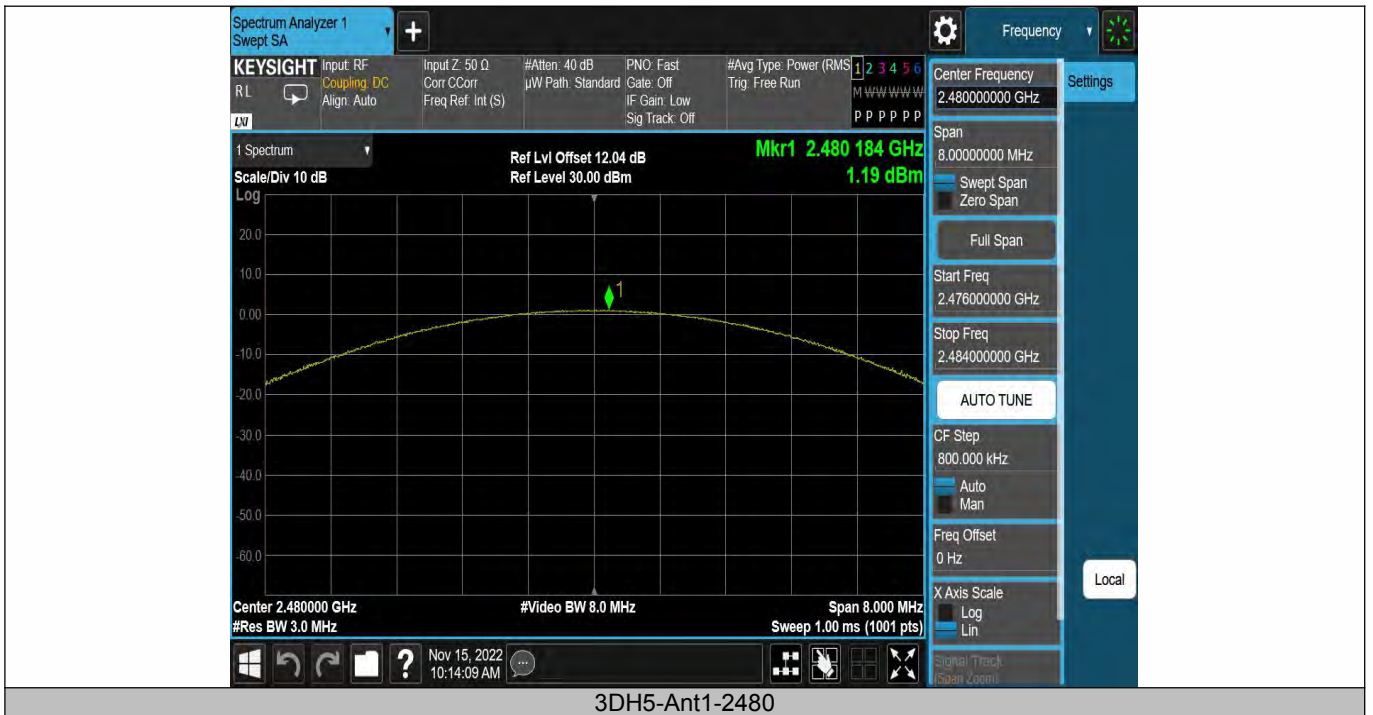 Spectrum Analyzer 1
Swept SA
+
Frequency
KEYSIGHT
RL
LXI
Input: RF
Coupling: DC
Align: Auto
Input Z: 50 Ω
Corr CCorr
Freq Ref: Int (S)
#Atten: 40 dB
µW Path: Standard
PNO: Fast
Gate: Off
IF Gain: Low
Sig Track: Off
#Avg Type: Power (RMS
Trig: Free Run
1 2 3 4 5 6
M W W W W W
P P P P P P
1 Spectrum
Scale/Div 10 dB
Ref Lvl Offset 12.04 dB
Ref Level 30.00 dBm
Mkr1 2.480 184 GHz
1.19 dBm
Log
20.0
10.0
0.00
-10.0
-20.0
-30.0
-40.0
-50.0
-60.0
1
Center 2.480000 GHz
#Res BW 3.0 MHz
#Video BW 8.0 MHz
Span 8.000 MHz
Sweep 1.00 ms (1001 pts)
Center Frequency
2.480000000 GHz
Settings
Span
8.00000000 MHz
Swept Span
Zero Span
Full Span
Start Freq
2.476000000 GHz
Stop Freq
2.484000000 GHz
AUTO TUNE
CF Step
800.000 kHz
Auto
Man
Freq Offset
0 Hz
X Axis Scale
Log
Lin
Signal Track
(Span Zoom)
Local
?
Nov 15, 2022
10:14:09 AM
3DH5-Ant1-2480